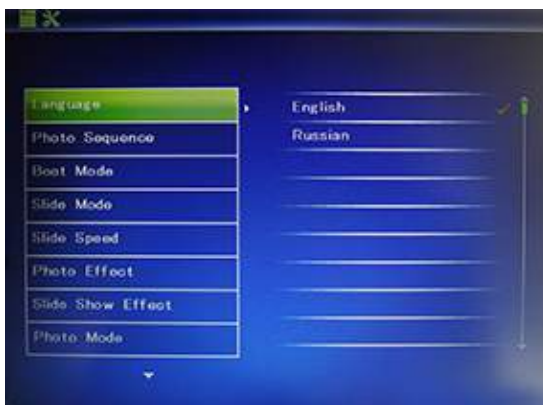 Language
Photo Sequence
Boot Mode
Slide Mode
Slide Speed
Photo Effect
Slide Show Effect
Photo Mode
English
Russian